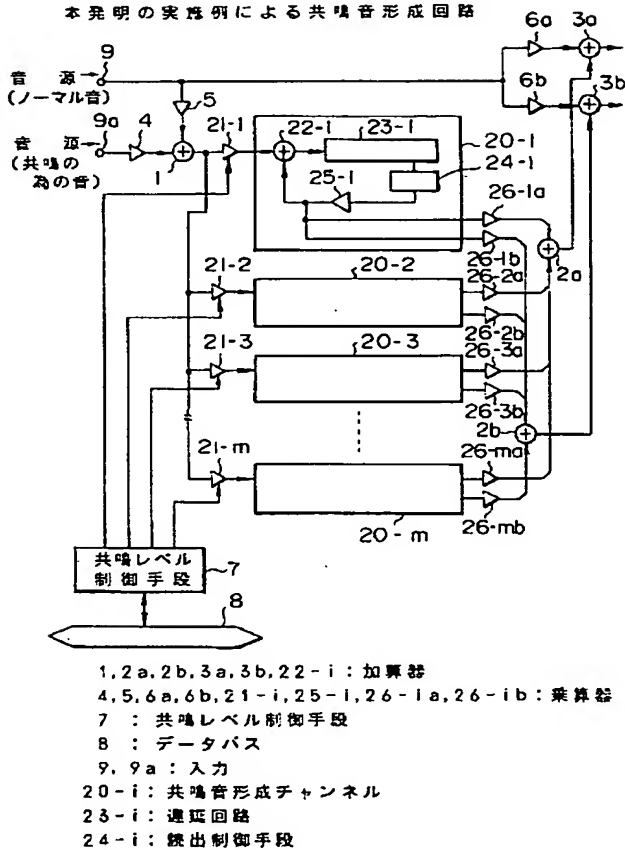 本発明の実施例による共鳴音形成回路
9
音源
(ノーマル音)
5
6a
3a
6b
3b
9a
4
音源
(共鳴の
為の音)
1
21-1
22-1
23-1
20-1
24-1
25-1
26-1a
26-1b
2a
21-2
20-2
26-2a
26-2b
21-3
20-3
26-3a
26-3b
2b
21-m
26-ma
26-mb
20-m
共鳴レベル
制御手段
7
8
1,2a,2b,3a,3b,22-i:加算器
4,5,6a,6b,21-i,25-i,26-ia,26-ib:乗算器
7 : 共鳴レベル制御手段
8 : データバス
9,9a:入力
20-i:共鳴音形成チャンネル
23-i:遅延回路
24-i:読出制御手段